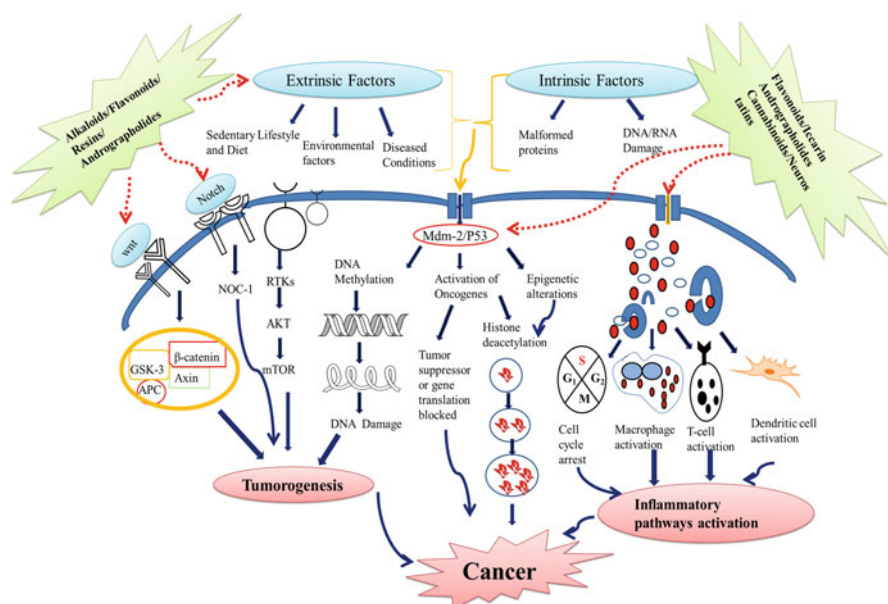 Alkaloids/Flavonoids/
Resins/
Andrographolides
Extrinsic Factors
Intrinsic Factors
Flavonoids/Iccarin
Andrographolides
Cannabinoids/Neuros
tatins
Sedentary Lifestyle
and Diet
Environmental
factors
Diseased
Conditions
Malformed
proteins
DNA/RNA
Damage
wnt
Notch
Mdm-2/P53
NOC-1
RTKs
AKT
mTOR
DNA
Methylation
Activation of
Oncogenes
Epigenetic
alterations
Histone
deacetylation
GSK-3
β-catenin
Axin
APC
DNA Damage
Tumor
suppressor
or gene
translation
blocked
S
G1
G2
M
Cell
cycle
arrest
Macrophage
activation
T-cell
activation
Dendritic cell
activation
Tumorogenesis
Inflammatory
pathways activation
Cancer